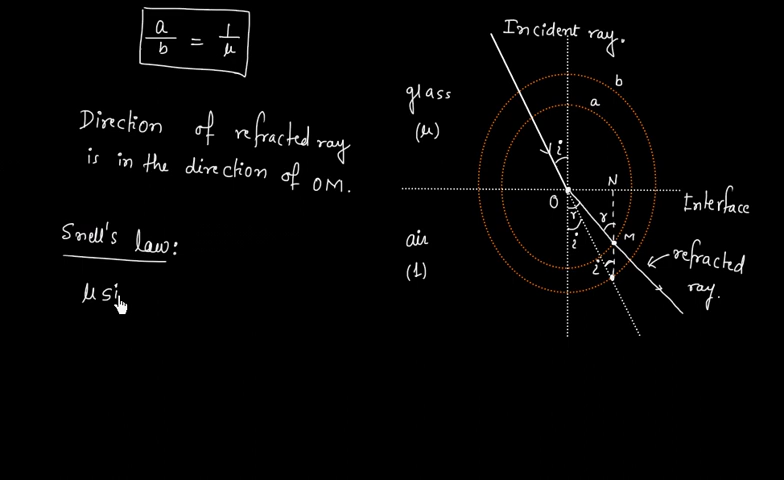 a/b = 1/μ
Direction of refracted ray
is in the direction of OM.
Snell's law:
μ si
Incident ray.
glass
(μ)
b
a
i
N
O
r
r
M
Interface
i
air
(1)
i
refracted
ray.